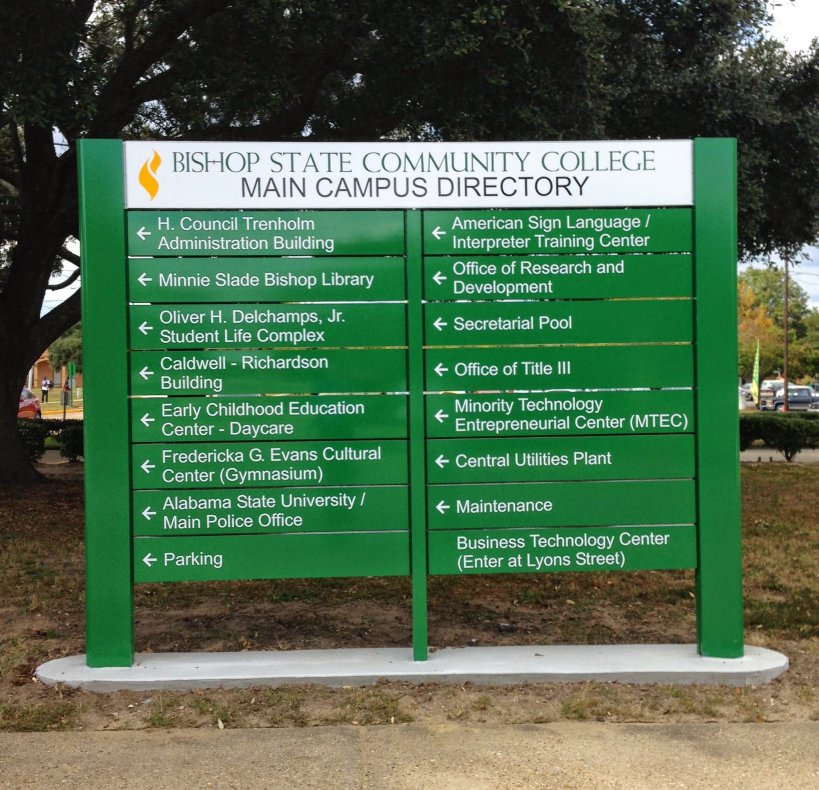 BISHOP STATE COMMUNITY COLLEGE
MAIN CAMPUS DIRECTORY
← H. Council Trenholm
Administration Building
← Minnie Slade Bishop Library
← Oliver H. Delchamps, Jr.
Student Life Complex
← Caldwell - Richardson
Building
← Early Childhood Education
Center - Daycare
← Fredericka G. Evans Cultural
Center (Gymnasium)
← Alabama State University /
Main Police Office
← Parking
← American Sign Language /
Interpreter Training Center
← Office of Research and
Development
← Secretarial Pool
← Office of Title III
← Minority Technology
Entrepreneurial Center (MTEC)
← Central Utilities Plant
← Maintenance
Business Technology Center
(Enter at Lyons Street)